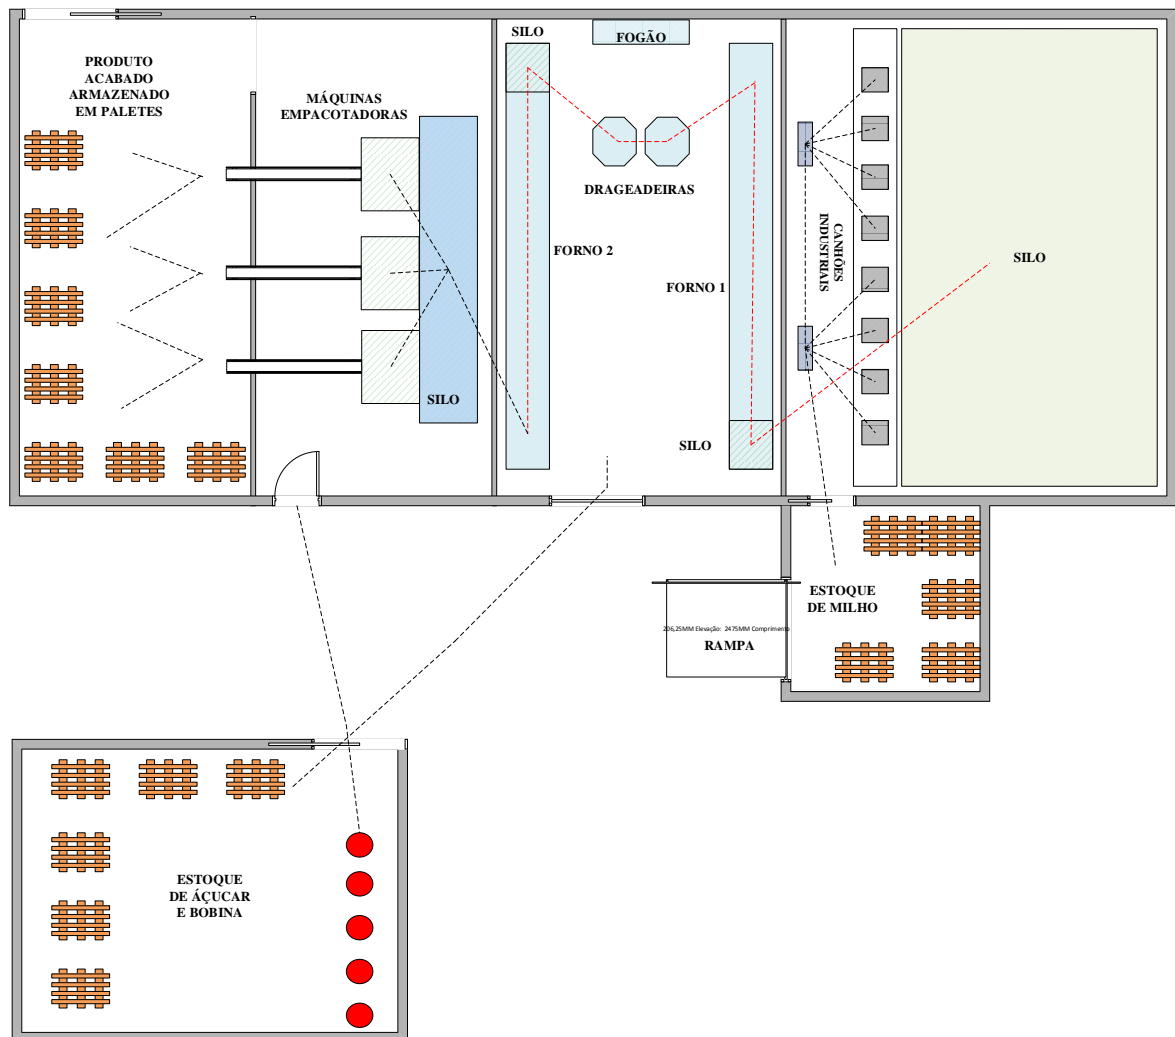 PRODUTO
ACABADO
ARMAZENADO
EM PALETES
MÁQUINAS
EMPACOTADORAS
SILO
FOGÃO
DRAGEADEIRAS
FORNO 2
FORNO 1
CANHÕES
INDUSTRIAIS
SILO
SILO
SILO
ESTOQUE
DE MILHO
206,25MM Elevação: 2475MM Comprimento
RAMPA
ESTOQUE
DE ÁÇUCAR
E BOBINA